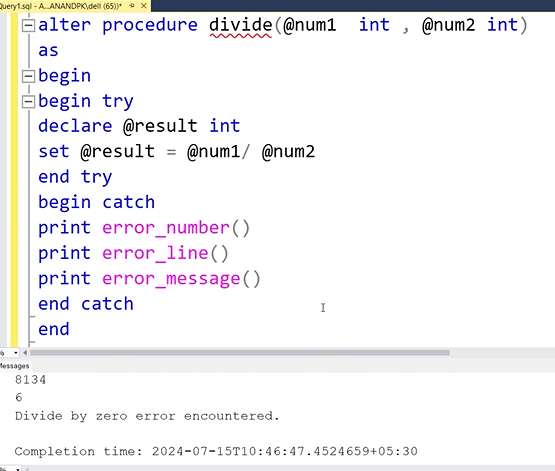 Query1.sql - A...ANANDPK\dell (65))*
alter procedure divide(@num1  int , @num2 int)
as
begin
begin try
declare @result int
set @result = @num1/ @num2
end try
begin catch
print error_number()
print error_line()
print error_message()
end catch
end
%
Messages
8134
6
Divide by zero error encountered.
Completion time: 2024-07-15T10:46:47.4524659+05:30
%